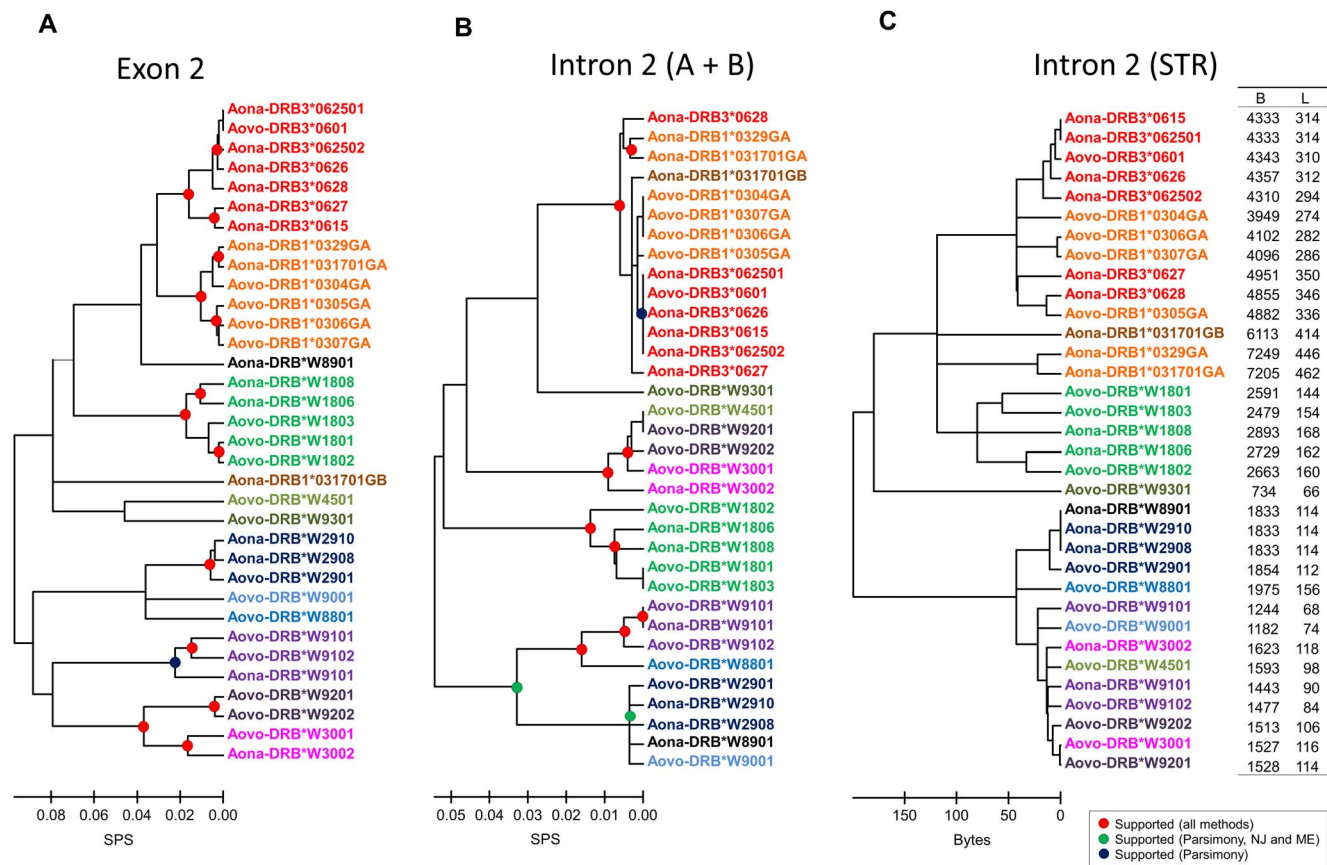 A
Exon 2
Aona-DRB3*062501
Aovo-DRB3*0601
Aona-DRB3*062502
Aona-DRB3*0626
Aona-DRB3*0628
Aona-DRB3*0627
Aona-DRB3*0615
Aona-DRB1*0329GA
Aona-DRB1*031701GA
Aovo-DRB1*0304GA
Aovo-DRB1*0305GA
Aovo-DRB1*0306GA
Aovo-DRB1*0307GA
Aona-DRB*W8901
Aona-DRB*W1808
Aona-DRB*W1806
Aovo-DRB*W1803
Aovo-DRB*W1801
Aovo-DRB*W1802
Aona-DRB1*031701GB
Aovo-DRB*W4501
Aovo-DRB*W9301
Aona-DRB*W2910
Aona-DRB*W2908
Aovo-DRB*W2901
Aovo-DRB*W9001
Aovo-DRB*W8801
Aovo-DRB*W9101
Aovo-DRB*W9102
Aona-DRB*W9101
Aovo-DRB*W9201
Aovo-DRB*W9202
Aovo-DRB*W3001
Aona-DRB*W3002
0.08 0.06 0.04 0.02 0.00
SPS
B
Intron 2 (A + B)
Aona-DRB3*0628
Aona-DRB1*0329GA
Aona-DRB1*031701GA
Aona-DRB1*031701GB
Aovo-DRB1*0304GA
Aovo-DRB1*0307GA
Aovo-DRB1*0306GA
Aovo-DRB1*0305GA
Aona-DRB3*062501
Aovo-DRB3*0601
Aona-DRB3*0626
Aona-DRB3*0615
Aona-DRB3*062502
Aona-DRB3*0627
Aovo-DRB*W9301
Aovo-DRB*W4501
Aovo-DRB*W9201
Aovo-DRB*W9202
Aovo-DRB*W3001
Aona-DRB*W3002
Aovo-DRB*W1802
Aona-DRB*W1806
Aona-DRB*W1808
Aovo-DRB*W1801
Aovo-DRB*W1803
Aovo-DRB*W9101
Aona-DRB*W9101
Aovo-DRB*W9102
Aovo-DRB*W8801
Aovo-DRB*W2901
Aona-DRB*W2910
Aona-DRB*W2908
Aona-DRB*W8901
Aovo-DRB*W9001
0.05 0.04 0.03 0.02 0.01 0.00
SPS
C
Intron 2 (STR)
B L
Aona-DRB3*0615 4333 314
Aona-DRB3*062501 4333 314
Aovo-DRB3*0601 4343 310
Aona-DRB3*0626 4357 312
Aona-DRB3*062502 4310 294
Aovo-DRB1*0304GA 3949 274
Aovo-DRB1*0306GA 4102 282
Aovo-DRB1*0307GA 4096 286
Aona-DRB3*0627 4951 350
Aona-DRB3*0628 4855 346
Aovo-DRB1*0305GA 4882 336
Aona-DRB1*031701GB 6113 414
Aona-DRB1*0329GA 7249 446
Aona-DRB1*031701GA 7205 462
Aovo-DRB*W1801 2591 144
Aovo-DRB*W1803 2479 154
Aona-DRB*W1808 2893 168
Aona-DRB*W1806 2729 162
Aovo-DRB*W1802 2663 160
Aovo-DRB*W9301 734 66
Aona-DRB*W8901 1833 114
Aona-DRB*W2910 1833 114
Aona-DRB*W2908 1833 114
Aovo-DRB*W2901 1854 112
Aovo-DRB*W8801 1975 156
Aovo-DRB*W9101 1244 68
Aovo-DRB*W9001 1182 74
Aona-DRB*W3002 1623 118
Aovo-DRB*W4501 1593 98
Aona-DRB*W9101 1443 90
Aovo-DRB*W9102 1477 84
Aovo-DRB*W9202 1513 106
Aovo-DRB*W3001 1527 116
Aovo-DRB*W9201 1528 114
150 100 50 0
Bytes
Supported (all methods)
Supported (Parsimony, NJ and ME)
Supported (Parsimony)